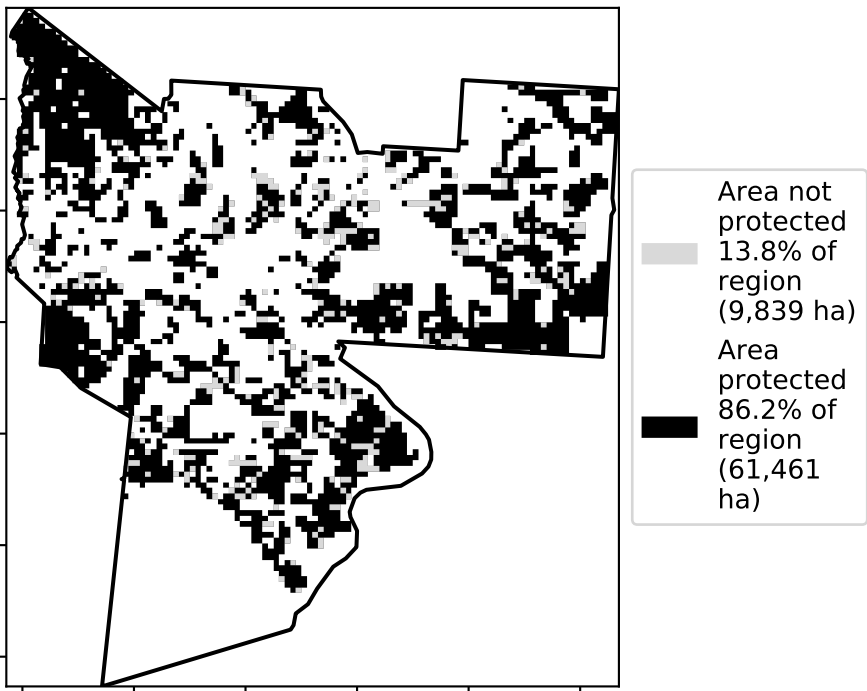 Area not
protected
13.8% of
region
(9,839 ha)
Area
protected
86.2% of
region
(61,461
ha)